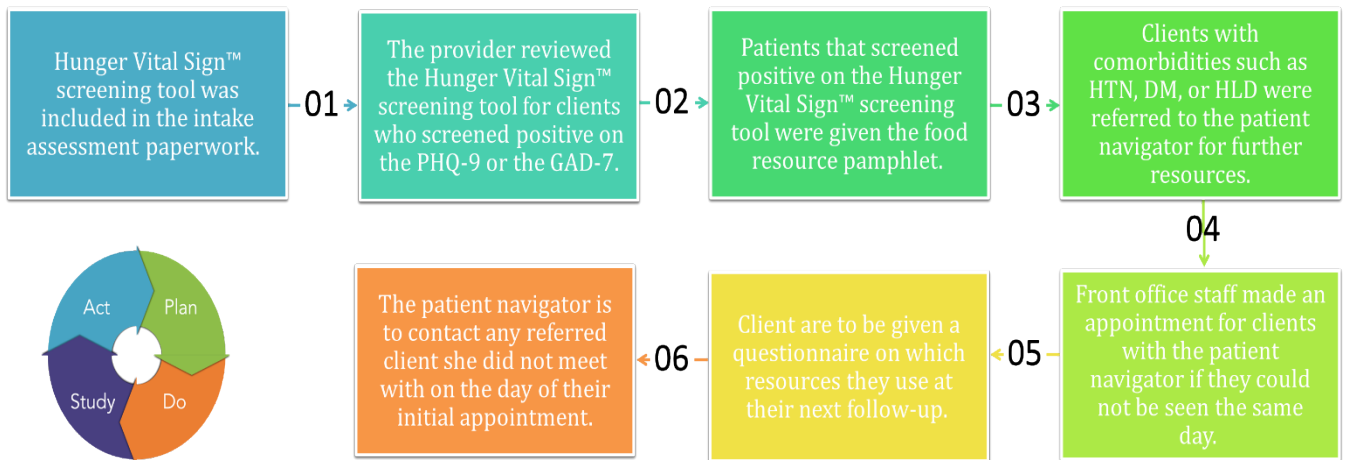 Hunger Vital Sign™
screening tool was
included in the intake
assessment paperwork.
01
The provider reviewed
the Hunger Vital Sign™
screening tool for clients
who screened positive on
the PHQ-9 or the GAD-7.
02
Patients that screened
positive on the Hunger
Vital Sign™ screening
tool were given the food
resource pamphlet.
03
Clients with
comorbidities such as
HTN, DM, or HLD were
referred to the patient
navigator for further
resources.
04
Front office staff made an
appointment for clients
with the patient
navigator if they could
not be seen the same
day.
05
Client are to be given a
questionnaire on which
resources they use at
their next follow-up.
06
The patient navigator is
to contact any referred
client she did not meet
with on the day of their
initial appointment.
Act
Plan
Study
Do